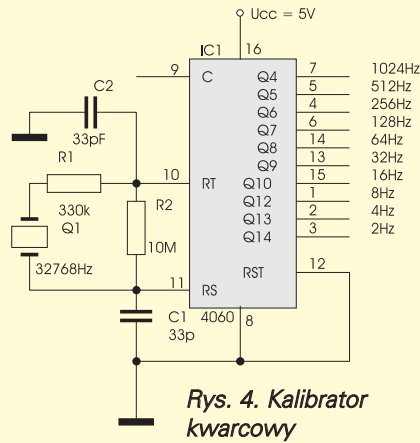 Ucc = 5V
IC1
16
9
C
Q4 7 1024Hz
Q5 5 512Hz
Q6 4 256Hz
Q7 6 128Hz
Q8 14 64Hz
Q9 13 32Hz
Q10 15 16Hz
Q12 1 8Hz
Q13 2 4Hz
Q14 3 2Hz
C2
33pF
R1
330k
10
RT
R2
10M
Q1
32768Hz
11
RS
RST
12
C1
33p
4060
8
Rys. 4. Kalibrator
kwarcowy